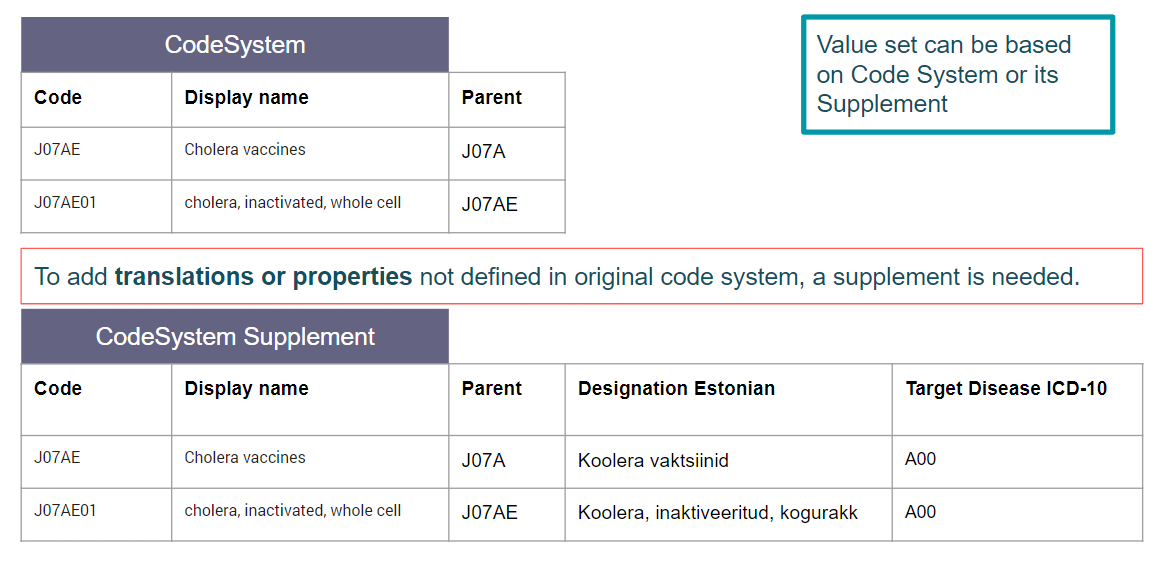 CodeSystem
Value set can be based
on Code System or its
Supplement
Code Display name Parent
J07AE Cholera vaccines J07A
J07AE01 cholera, inactivated, whole cell J07AE
To add translations or properties not defined in original code system, a supplement is needed.
CodeSystem Supplement
Code Display name Parent Designation Estonian Target Disease ICD-10
J07AE Cholera vaccines J07A Koolera vaktsiinid A00
J07AE01 cholera, inactivated, whole cell J07AE Koolera, inaktiveeritud, kogurakk A00